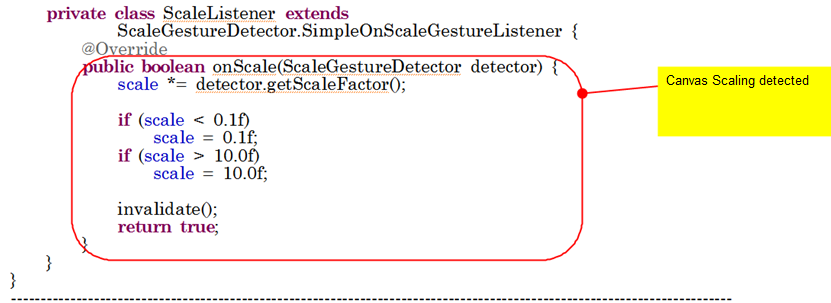 private class ScaleListener extends
ScaleGestureDetector.SimpleOnScaleGestureListener {
@Override
public boolean onScale(ScaleGestureDetector detector) {
scale *= detector.getScaleFactor();
if (scale < 0.1f)
scale = 0.1f;
if (scale > 10.0f)
scale = 10.0f;
invalidate();
return true;
}
}
}
Canvas Scaling detected